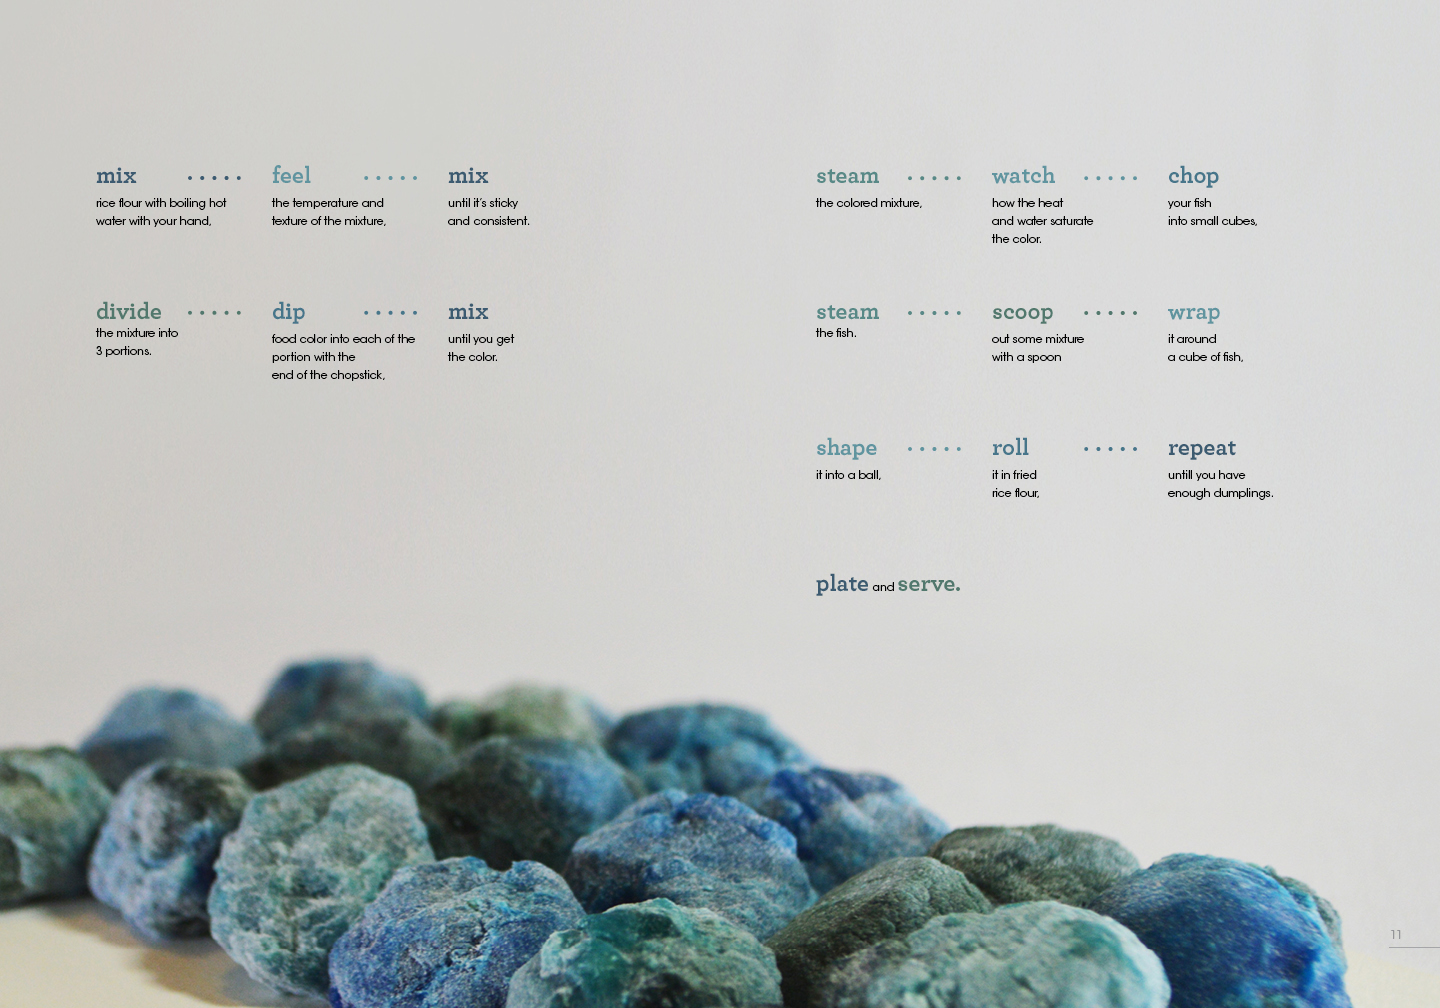 mix ..... feel ..... mix
rice flour with boiling hot
water with your hand,
the temperature and
texture of the mixture,
until it's sticky
and consistent.
divide ..... dip ..... mix
the mixture into
3 portions.
food color into each of the
portion with the
end of the chopstick,
until you get
the color.
steam ..... watch ..... chop
the colored mixture,
how the heat
and water saturate
the color.
your fish
into small cubes,
steam ..... scoop ..... wrap
the fish.
out some mixture
with a spoon
it around
a cube of fish,
shape ..... roll ..... repeat
it into a ball,
it in fried
rice flour,
untill you have
enough dumplings.
plate and serve.
11